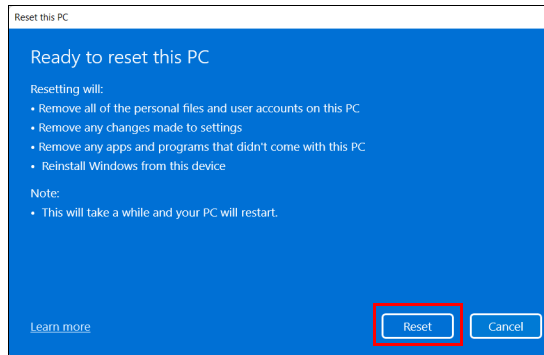 Reset this PC
Ready to reset this PC
Resetting will:
• Remove all of the personal files and user accounts on this PC
• Remove any changes made to settings
• Remove any apps and programs that didn't come with this PC
• Reinstall Windows from this device
Note:
• This will take a while and your PC will restart.
Learn more
Reset
Cancel